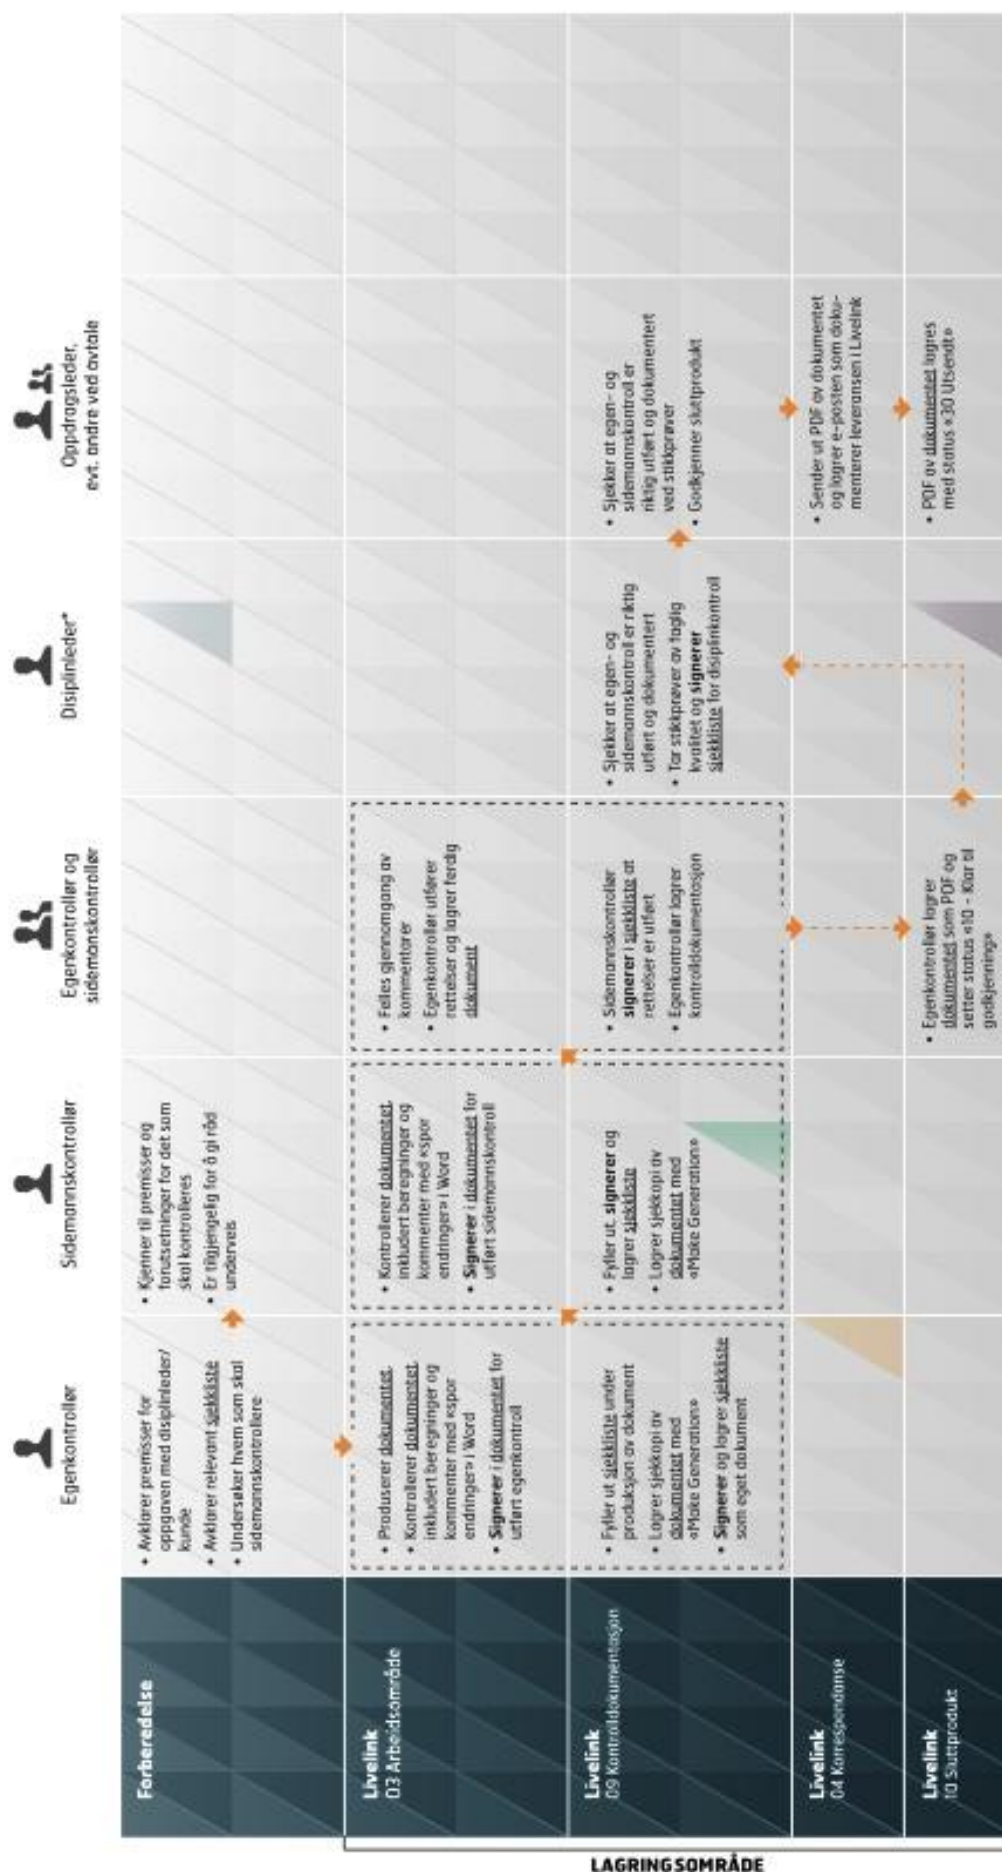 Egenkontrollør
Sidemannskontrollør
Egenkontrollør og
sidemanskontrollør
Disiplinleder*
Oppdragsleder,
evt. andre ved avtale
Forberedelse
• Avklarer premisser for
oppgaven med disiplinleder/
kunde
• Avklarer relevant sjekkliste
• Undersøker hvem som skal
sidemannskontrollere
• Kjenner til premisser og
forutsetninger for det som
skal kontrolleres
• Er tilgjengelig for å gi råd
underveis
Livelink
03 Arbeidsområde
• Produserer dokumentet.
• Kontrollerer dokumentet,
inkludert beregninger og
kommenter med «spor
endringer» i Word
• Signerer i dokumentet for
utført egenkontroll
• Kontrollerer dokumentet,
inkludert beregninger og
kommenter med «spor
endringer» i Word
• Signerer i dokumentet for
utført sidemannskontroll
• Felles gjennomgang av
kommentarer
• Egenkontrollør utfører
rettelser og lagrer ferdig
dokument
Livelink
09 Kontrolldokumentasjon
• Fyller ut sjekkliste under
produksjon av dokument
• Lagrer sjekkopi av
dokumentet med
«Make Generation»
• Signerer og lagrer sjekkliste
som eget dokument
• Fyller ut, signerer og
lagrer sjekkliste
• Lagrer sjekkopi av
dokumentet med
«Make Generation»
• Sidemannskontrollør
signerer i sjekkliste at
rettelser er utført
• Egenkontrollør lagrer
kontrolldokumentasjon
• Sjekker at egen- og
sidemannskontroll er riktig
utført og dokumentert
• Tar stikkprøver av faglig
kvalitet og signerer
sjekkliste for disiplinkontroll
• Sjekker at egen- og
sidemannskontroll er
riktig utført og dokumentert
ved stikkprøver
• Godkjenner sluttprodukt
Livelink
04 Korrespondanse
• Sender ut PDF av dokumentet
og lagrer e-posten som doku-
menterer leveransen i Livelink
Livelink
10 Sluttprodukt
• Egenkontrollør lagrer
dokumentet som PDF og
setter status «10 - Klar til
godkjenning»
• PDF av dokumentet lagres
med status «30 Utsendt»
LAGRINGSOMRÅDE